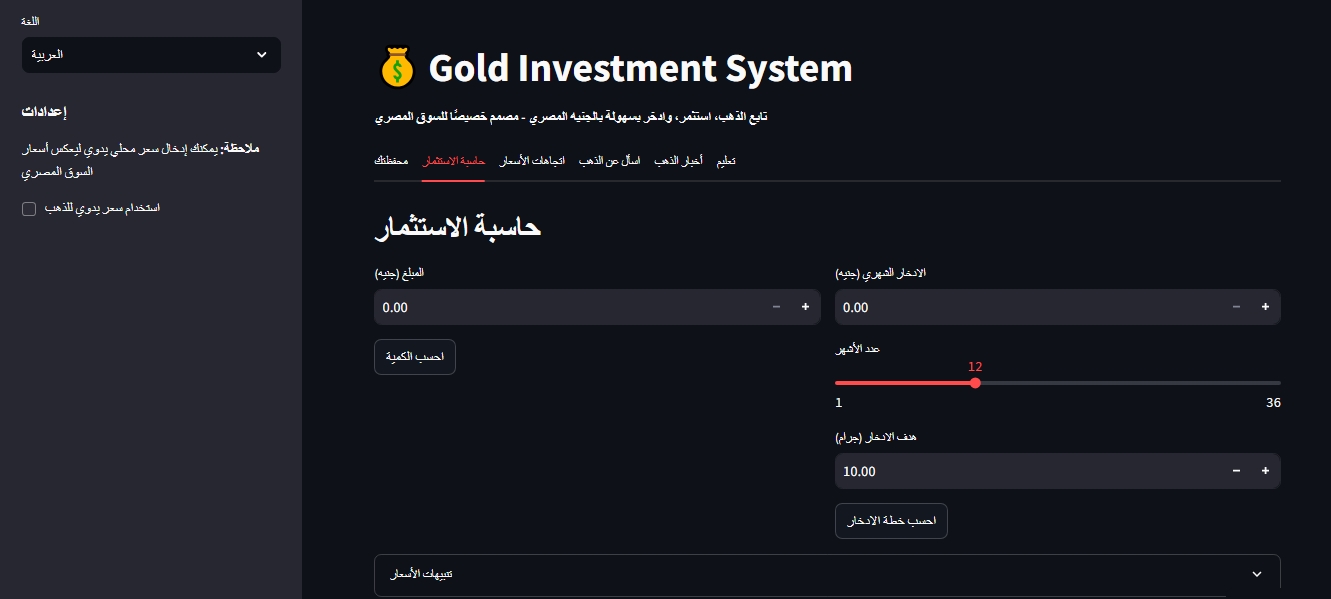 اللغة
العربية
إعدادات
ملاحظة: يمكنك إدخال سعر محلي يدوي ليعكس أسعار
السوق المصري
استخدام سعر يدوي للذهب
Gold Investment System
تابع الذهب، استثمر، وادخر بسهولة بالجنيه المصري - مصمم خصيصًا للسوق المصري
محفظتك
حاسبة الاستثمار
اتجاهات الأسعار
اسأل عن الذهب
أخبار الذهب
تعليم
حاسبة الاستثمار
المبلغ (جنيه)
0.00
احسب الكمية
الادخار الشهري (جنيه)
0.00
عدد الأشهر
12
1
36
هدف الادخار (جرام)
10.00
احسب خطة الادخار
تنبيهات الأسعار